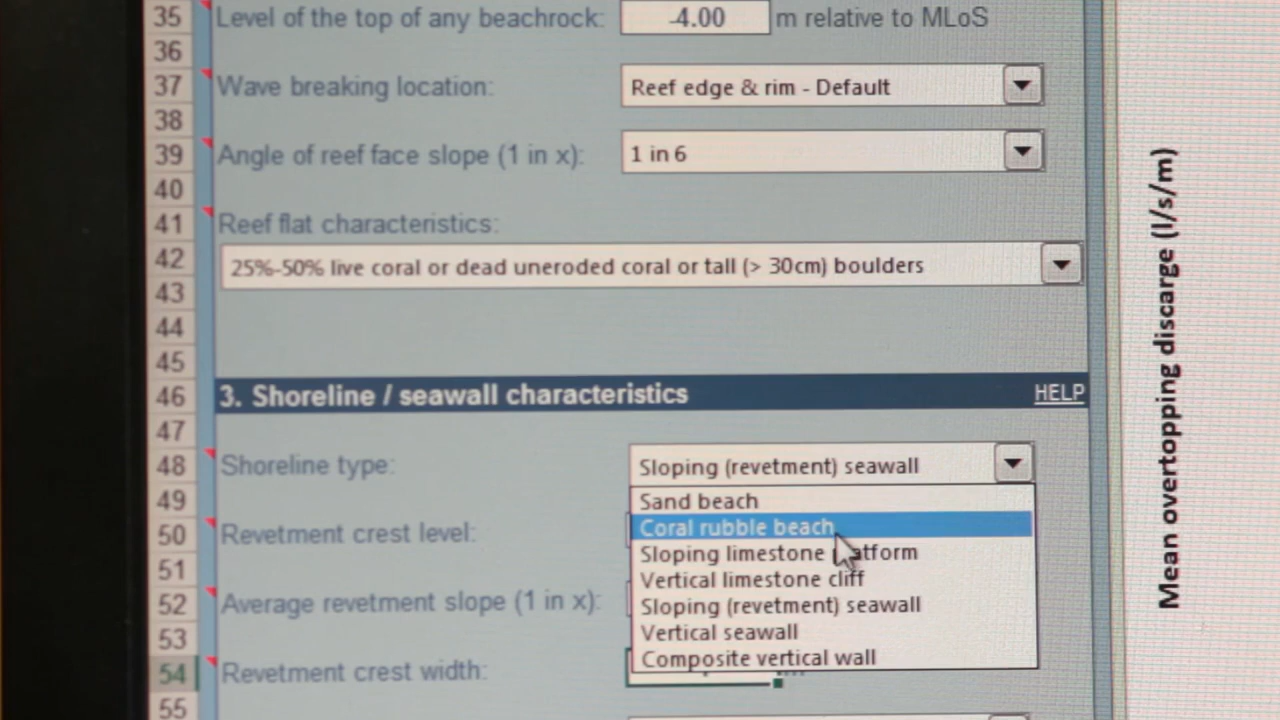 35 Level of the top of any beachrock: -4.00 m relative to MLoS
36
37 Wave breaking location: Reef edge & rim - Default
38
39 Angle of reef face slope (1 in x): 1 in 6
40
41 Reef flat characteristics:
42 25%-50% live coral or dead uneroded coral or tall (> 30cm) boulders
43
44
45
46 3. Shoreline / seawall characteristics HELP
47
48 Shoreline type: Sloping (revetment) seawall
49 Sand beach
50 Revetment crest level: Coral rubble beach
51 Sloping limestone platform
Vertical limestone cliff
52 Average revetment slope (1 in x): Sloping (revetment) seawall
53 Vertical seawall
54 Revetment crest width: Composite vertical wall
55
Mean overtopping discarge (l/s/m)